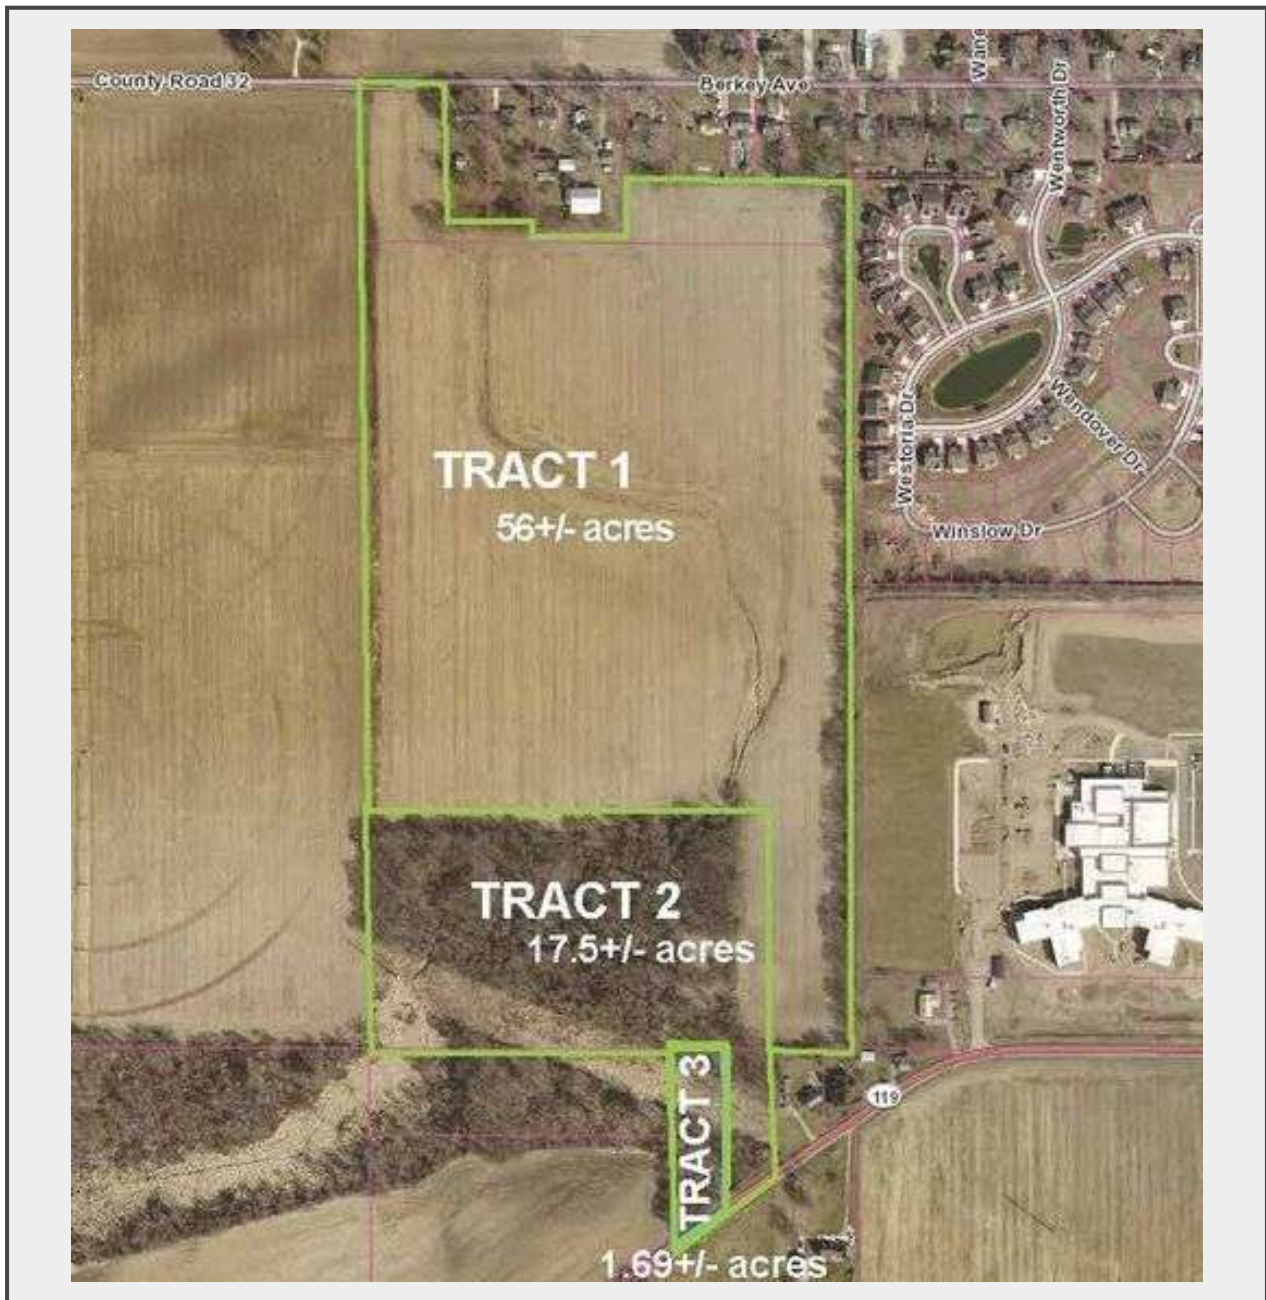 County Road 32
Berkey Ave
Wentworth Dr
TRACT 1
56+/- acres
Westoria Dr
Wandover Dr
Winslow Dr
TRACT 2
17.5+/- acres
TRACT 3
119
1.69+/- acres